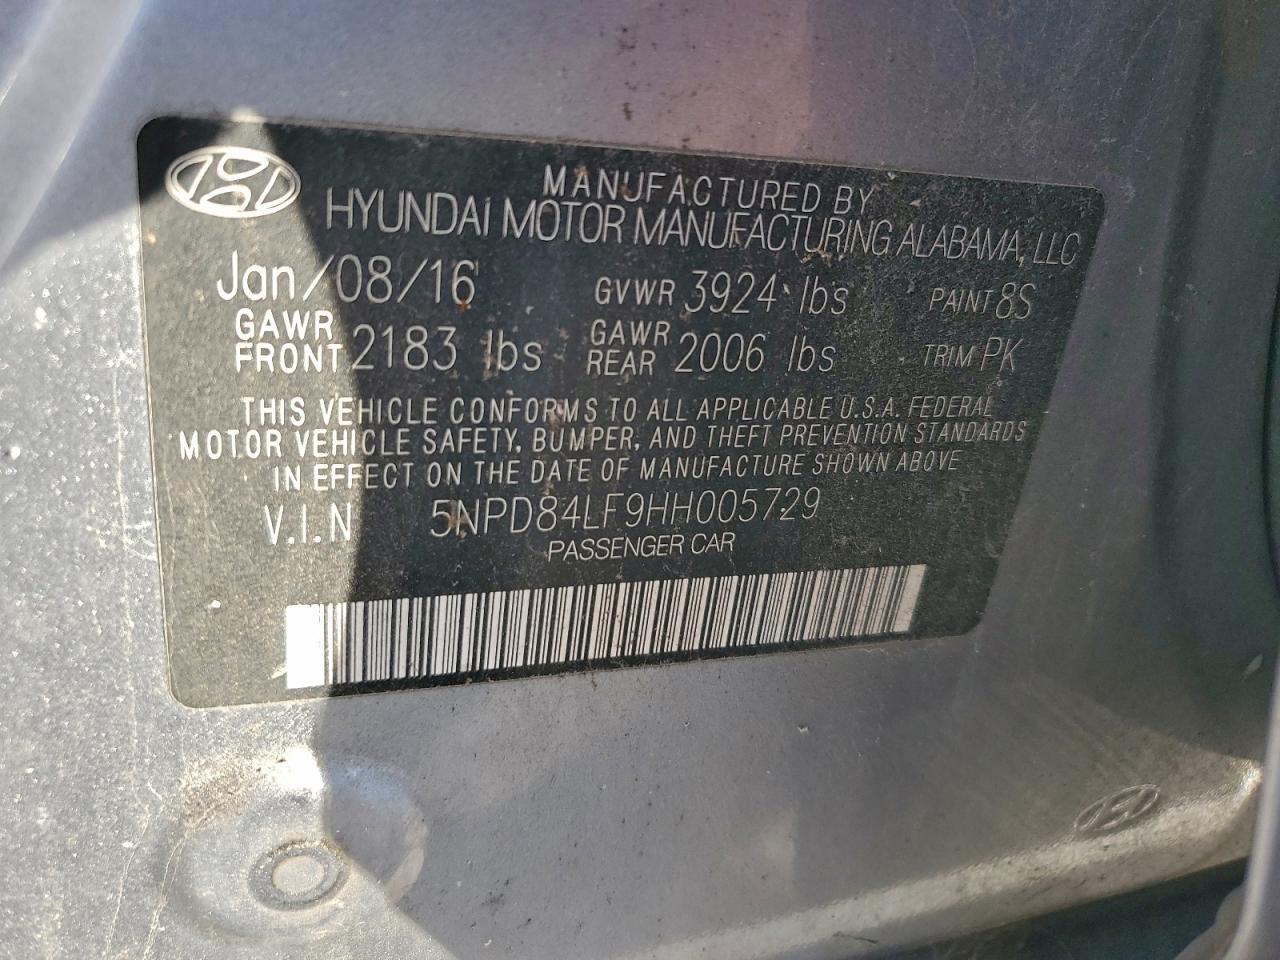 MANUFACTURED BY
HYUNDAI MOTOR MANUFACTURING ALABAMA, LLC
Jan/08/16 GVWR 3924 lbs PAINT 8S
GAWR FRONT 2183 lbs GAWR REAR 2006 lbs TRIM PK
THIS VEHICLE CONFORMS TO ALL APPLICABLE U.S.A. FEDERAL
MOTOR VEHICLE SAFETY, BUMPER, AND THEFT PREVENTION STANDARDS
IN EFFECT ON THE DATE OF MANUFACTURE SHOWN ABOVE
V.I.N 5NPD84LF9HH005729
PASSENGER CAR